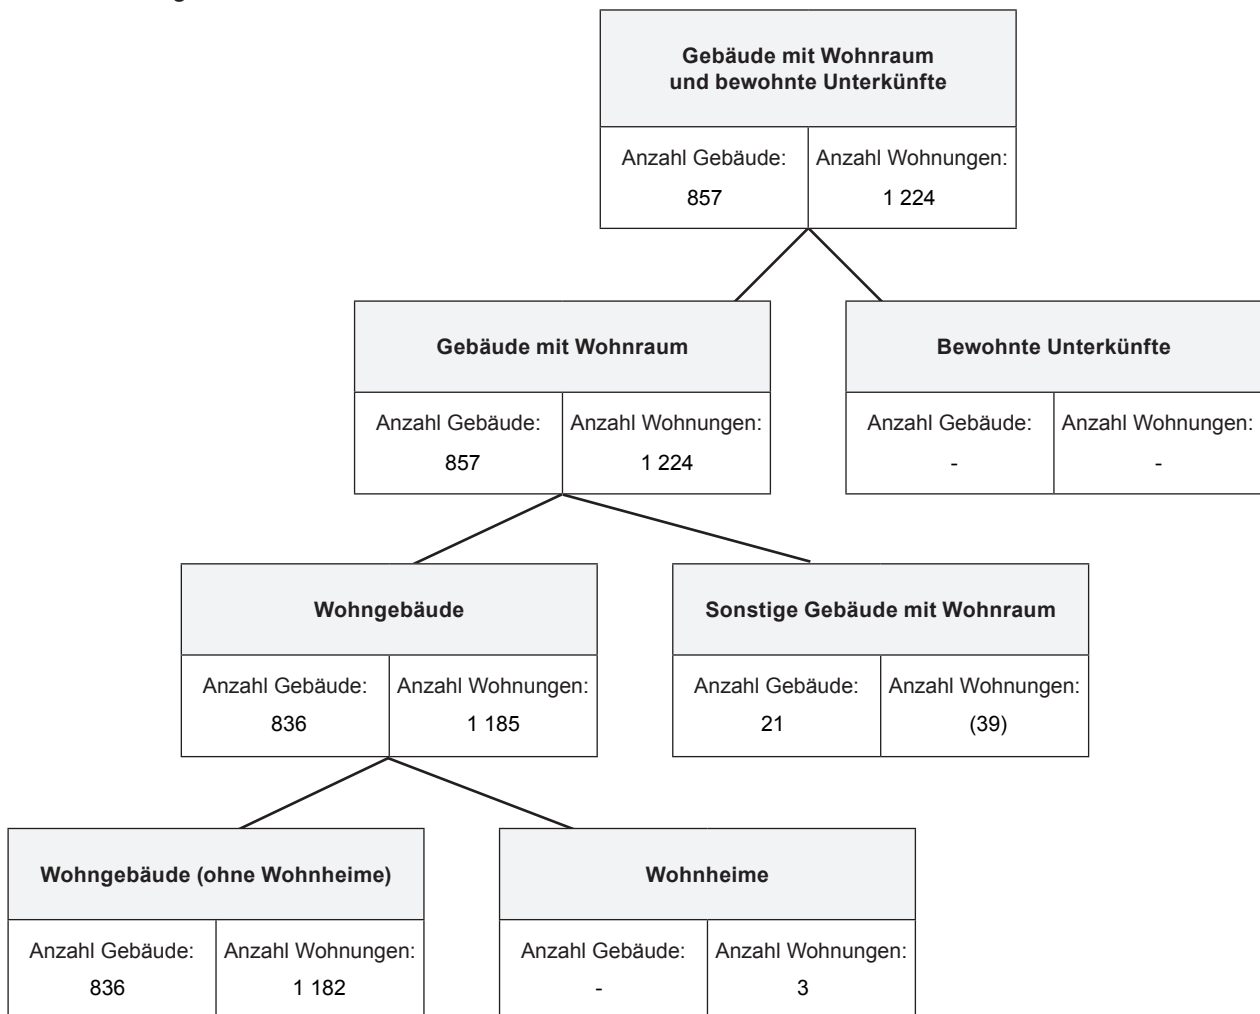 Gebäude mit Wohnraum
und bewohnte Unterkünfte
Anzahl Gebäude: Anzahl Wohnungen:
857 1 224
Gebäude mit Wohnraum
Anzahl Gebäude: Anzahl Wohnungen:
857 1 224
Bewohnte Unterkünfte
Anzahl Gebäude: Anzahl Wohnungen:
- -
Wohngebäude
Anzahl Gebäude: Anzahl Wohnungen:
836 1 185
Sonstige Gebäude mit Wohnraum
Anzahl Gebäude: Anzahl Wohnungen:
21 (39)
Wohngebäude (ohne Wohnheime)
Anzahl Gebäude: Anzahl Wohnungen:
836 1 182
Wohnheime
Anzahl Gebäude: Anzahl Wohnungen:
- 3